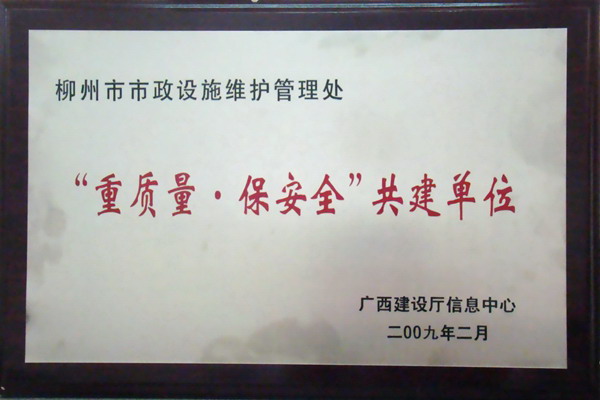 柳州市市政设施维护管理处
“重质量·保安全”共建单位
广西建设厅信息中心
二00九年二月